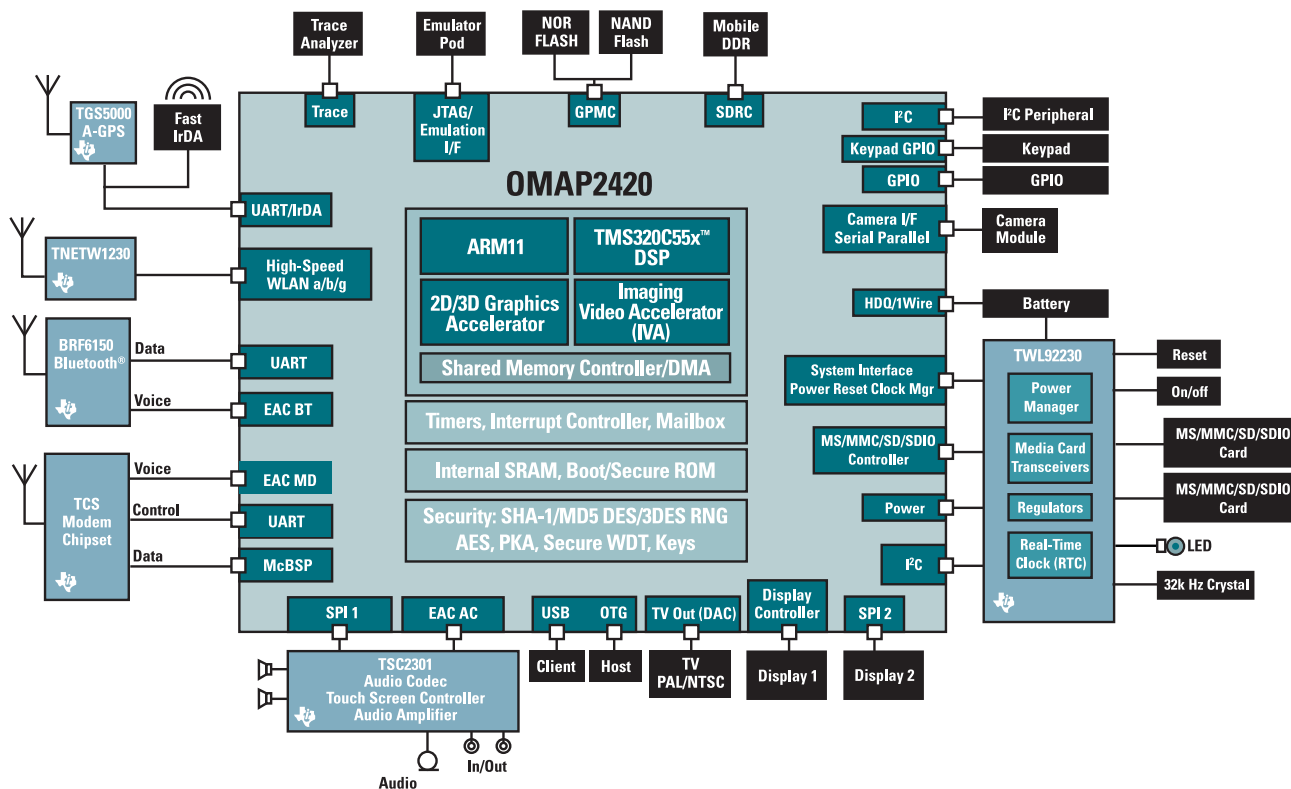 Trace
Analyzer
Emulator
Pod
NOR
FLASH
NAND
Flash
Mobile
DDR
TGS5000
A-GPS
Fast
IrDA
Trace
JTAG/
Emulation
I/F
GPMC
SDRC
I²C
I²C Peripheral
Keypad GPIO
Keypad
GPIO
GPIO
OMAP2420
UART/IrDA
Camera I/F
Serial Parallel
Camera
Module
ARM11
TMS320C55x™
DSP
TNETW1230
High-Speed
WLAN a/b/g
2D/3D Graphics
Accelerator
Imaging
Video Accelerator
(IVA)
HDQ/1Wire
Battery
BRF6150
Bluetooth®
Data
UART
Voice
EAC BT
Shared Memory Controller/DMA
System Interface
Power Reset Clock Mgr
TWL92230
Reset
Power
Manager
On/off
Timers, Interrupt Controller, Mailbox
MS/MMC/SD/SDIO
Controller
Media Card
Transceivers
MS/MMC/SD/SDIO
Card
TCS
Modem
Chipset
Voice
EAC MD
Control
UART
Data
McBSP
Internal SRAM, Boot/Secure ROM
Power
Regulators
MS/MMC/SD/SDIO
Card
Security: SHA-1/MD5 DES/3DES RNG
AES, PKA, Secure WDT, Keys
I²C
Real-Time
Clock (RTC)
LED
32k Hz Crystal
SPI 1
EAC AC
USB
OTG
TV Out (DAC)
Display
Controller
SPI 2
TSC2301
Audio Codec
Touch Screen Controller
Audio Amplifier
Client
Host
TV
PAL/NTSC
Display 1
Display 2
Audio
In/Out